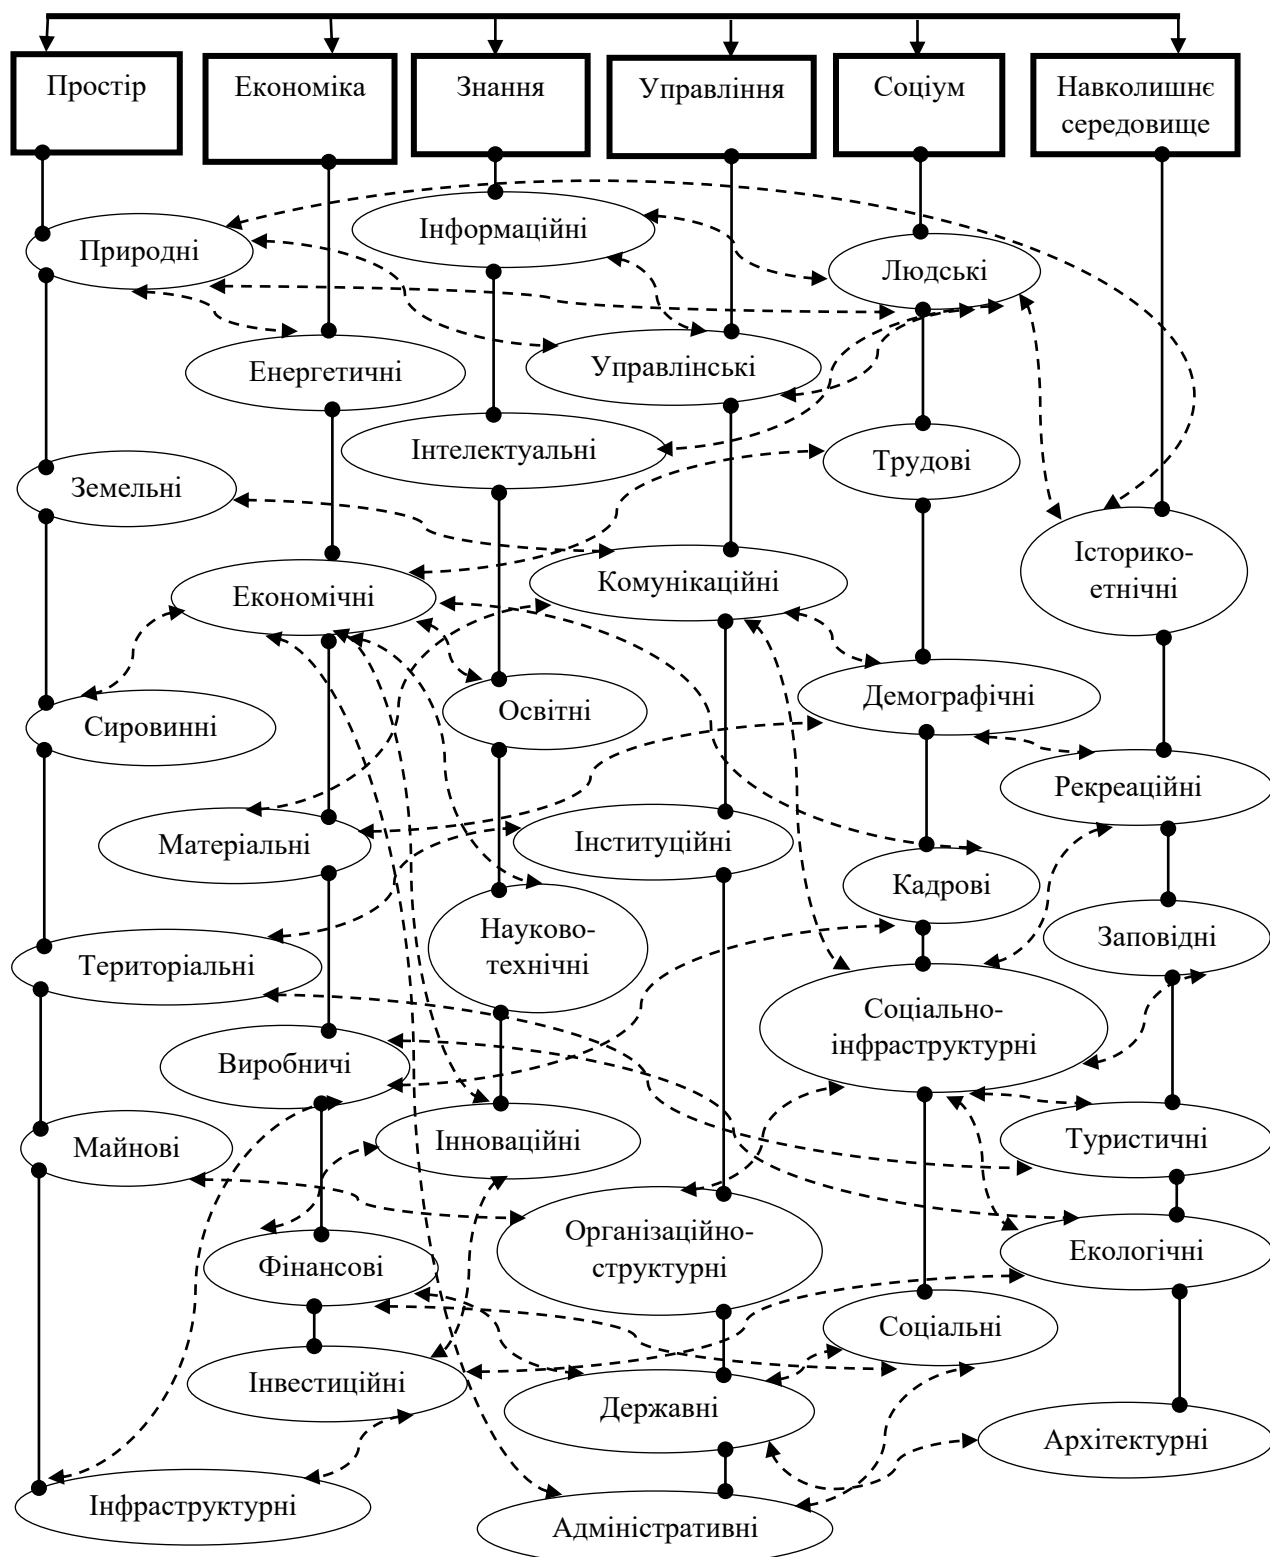 Простір
Економіка
Знання
Управління
Соціум
Навколишнє
середовище
Природні
Інформаційні
Людські
Енергетичні
Управлінські
Інтелектуальні
Трудові
Земельні
Економічні
Комунікаційні
Історико-
етнічні
Сировинні
Освітні
Демографічні
Рекреаційні
Матеріальні
Інституційні
Кадрові
Територіальні
Науково-
технічні
Заповідні
Соціально-
інфраструктурні
Виробничі
Майнові
Інноваційні
Туристичні
Фінансові
Організаційно-
структурні
Екологічні
Соціальні
Інвестиційні
Державні
Архітектурні
Інфраструктурні
Адміністративні